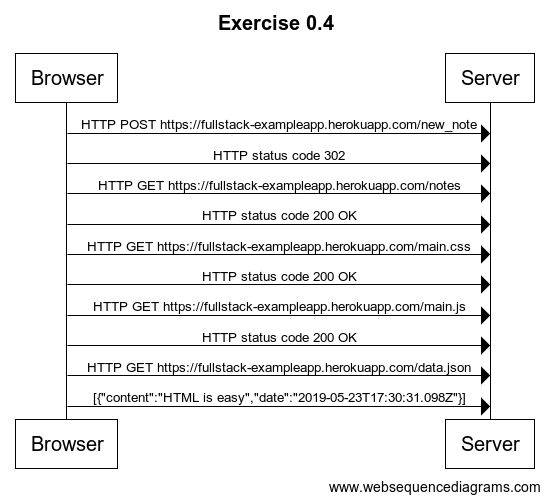 Exercise 0.4
Browser
Server
HTTP POST https://fullstack-exampleapp.herokuapp.com/new_note
HTTP status code 302
HTTP GET https://fullstack-exampleapp.herokuapp.com/notes
HTTP status code 200 OK
HTTP GET https://fullstack-exampleapp.herokuapp.com/main.css
HTTP status code 200 OK
HTTP GET https://fullstack-exampleapp.herokuapp.com/main.js
HTTP status code 200 OK
HTTP GET https://fullstack-exampleapp.herokuapp.com/data.json
[{"content":"HTML is easy","date":"2019-05-23T17:30:31.098Z"}]
Browser
Server
www.websequencediagrams.com